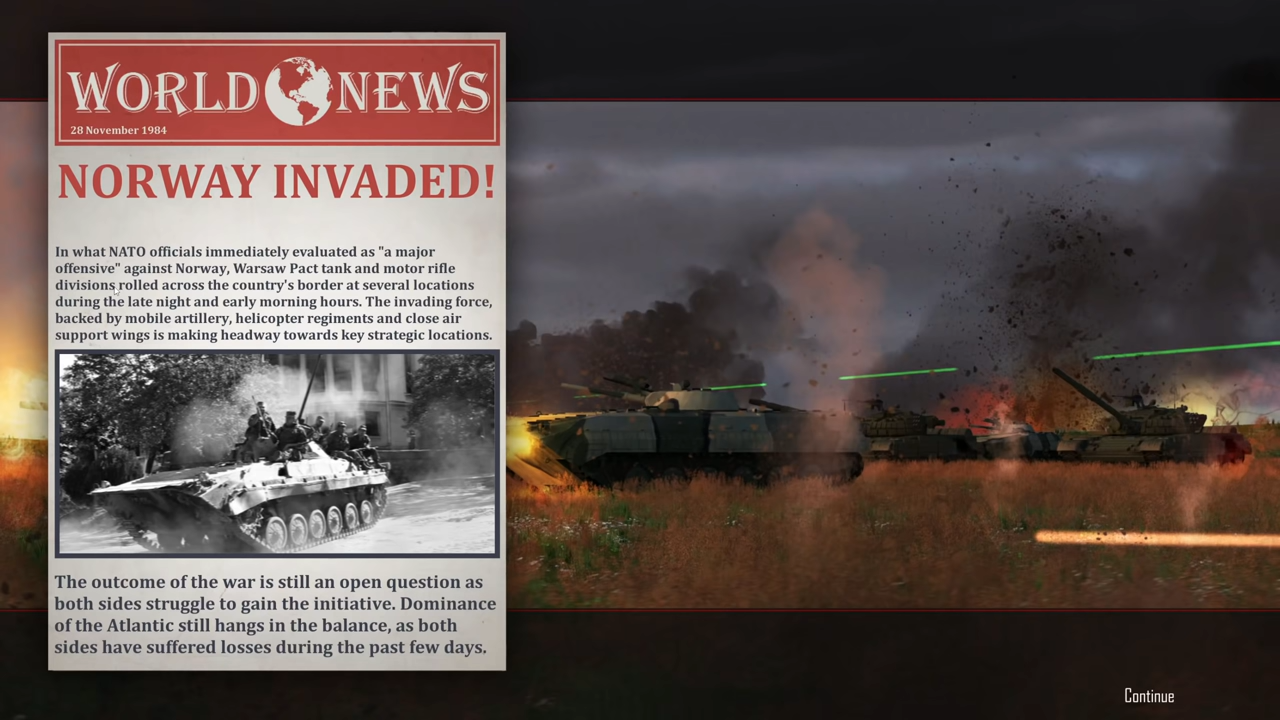 WORLD NEWS
28 November 1984
NORWAY INVADED!
In what NATO officials immediately evaluated as "a major
offensive" against Norway, Warsaw Pact tank and motor rifle
divisions rolled across the country's border at several locations
during the late night and early morning hours. The invading force,
backed by mobile artillery, helicopter regiments and close air
support wings is making headway towards key strategic locations.
The outcome of the war is still an open question as
both sides struggle to gain the initiative. Dominance
of the Atlantic still hangs in the balance, as both
sides have suffered losses during the past few days.
Continue